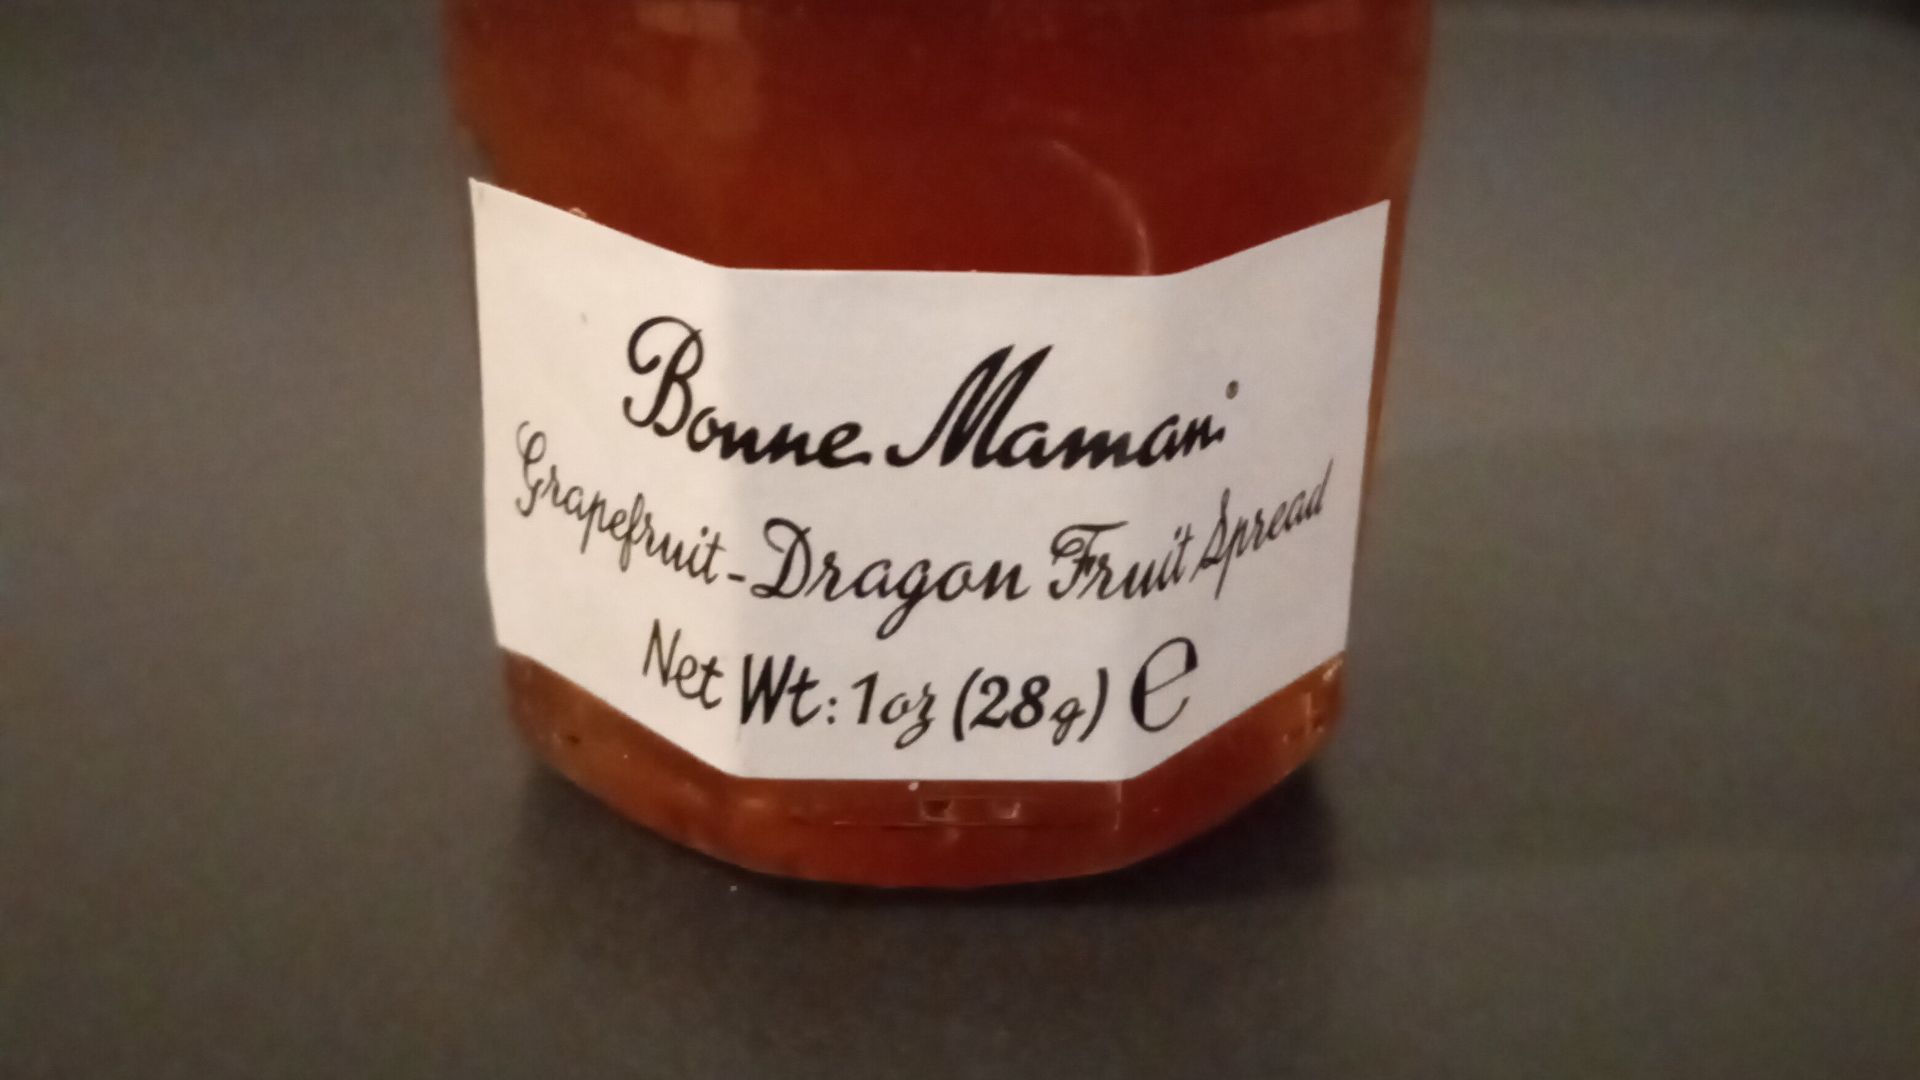 Bonne Maman
Grapefruit-Dragon Fruit Spread
Net Wt: 1oz (28g) e